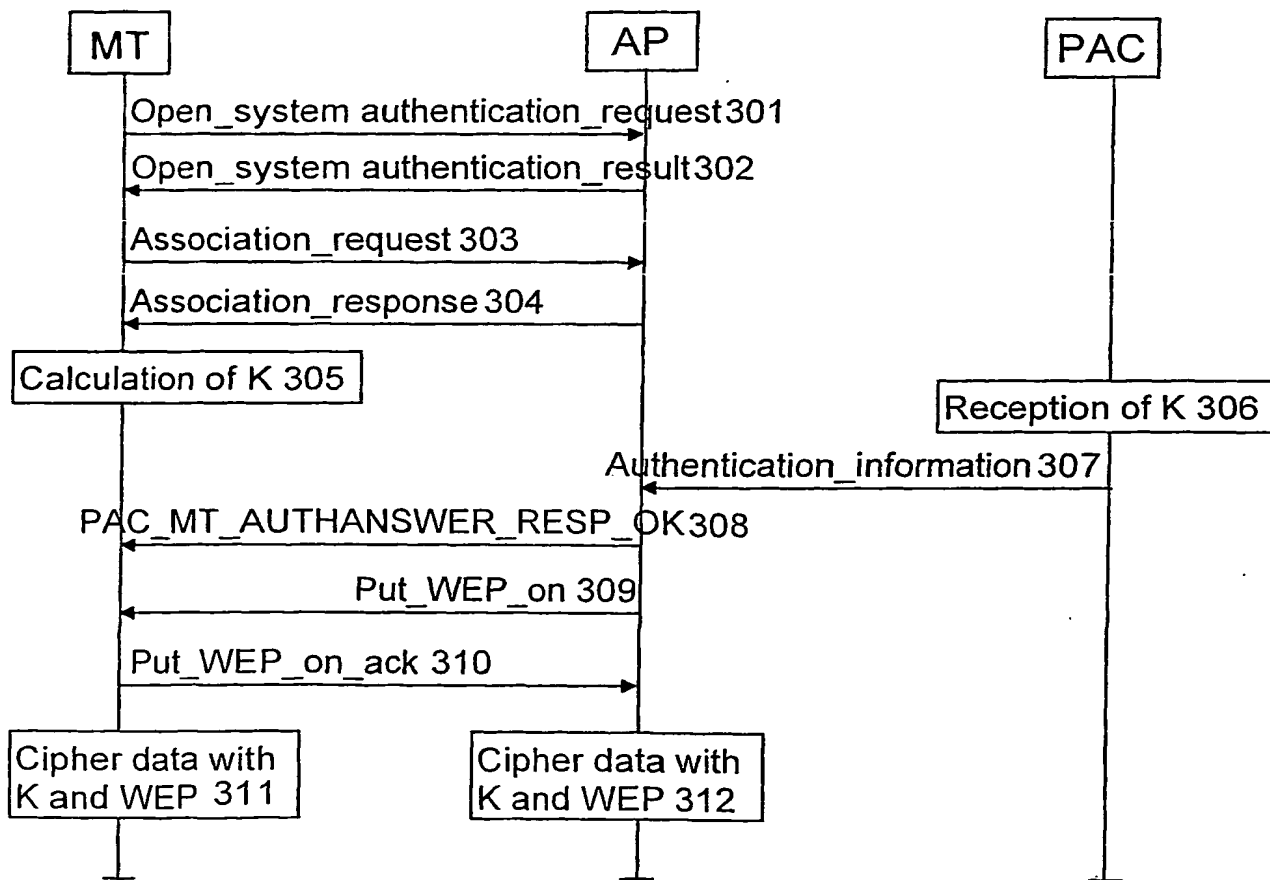 MT
AP
PAC
Open_system authentication_request 301
Open_system authentication_result 302
Association_request 303
Association_response 304
Calculation of K 305
Reception of K 306
Authentication_information 307
PAC_MT_AUTHANSWER_RESP_OK 308
Put_WEP_on 309
Put_WEP_on_ack 310
Cipher data with
K and WEP 311
Cipher data with
K and WEP 312